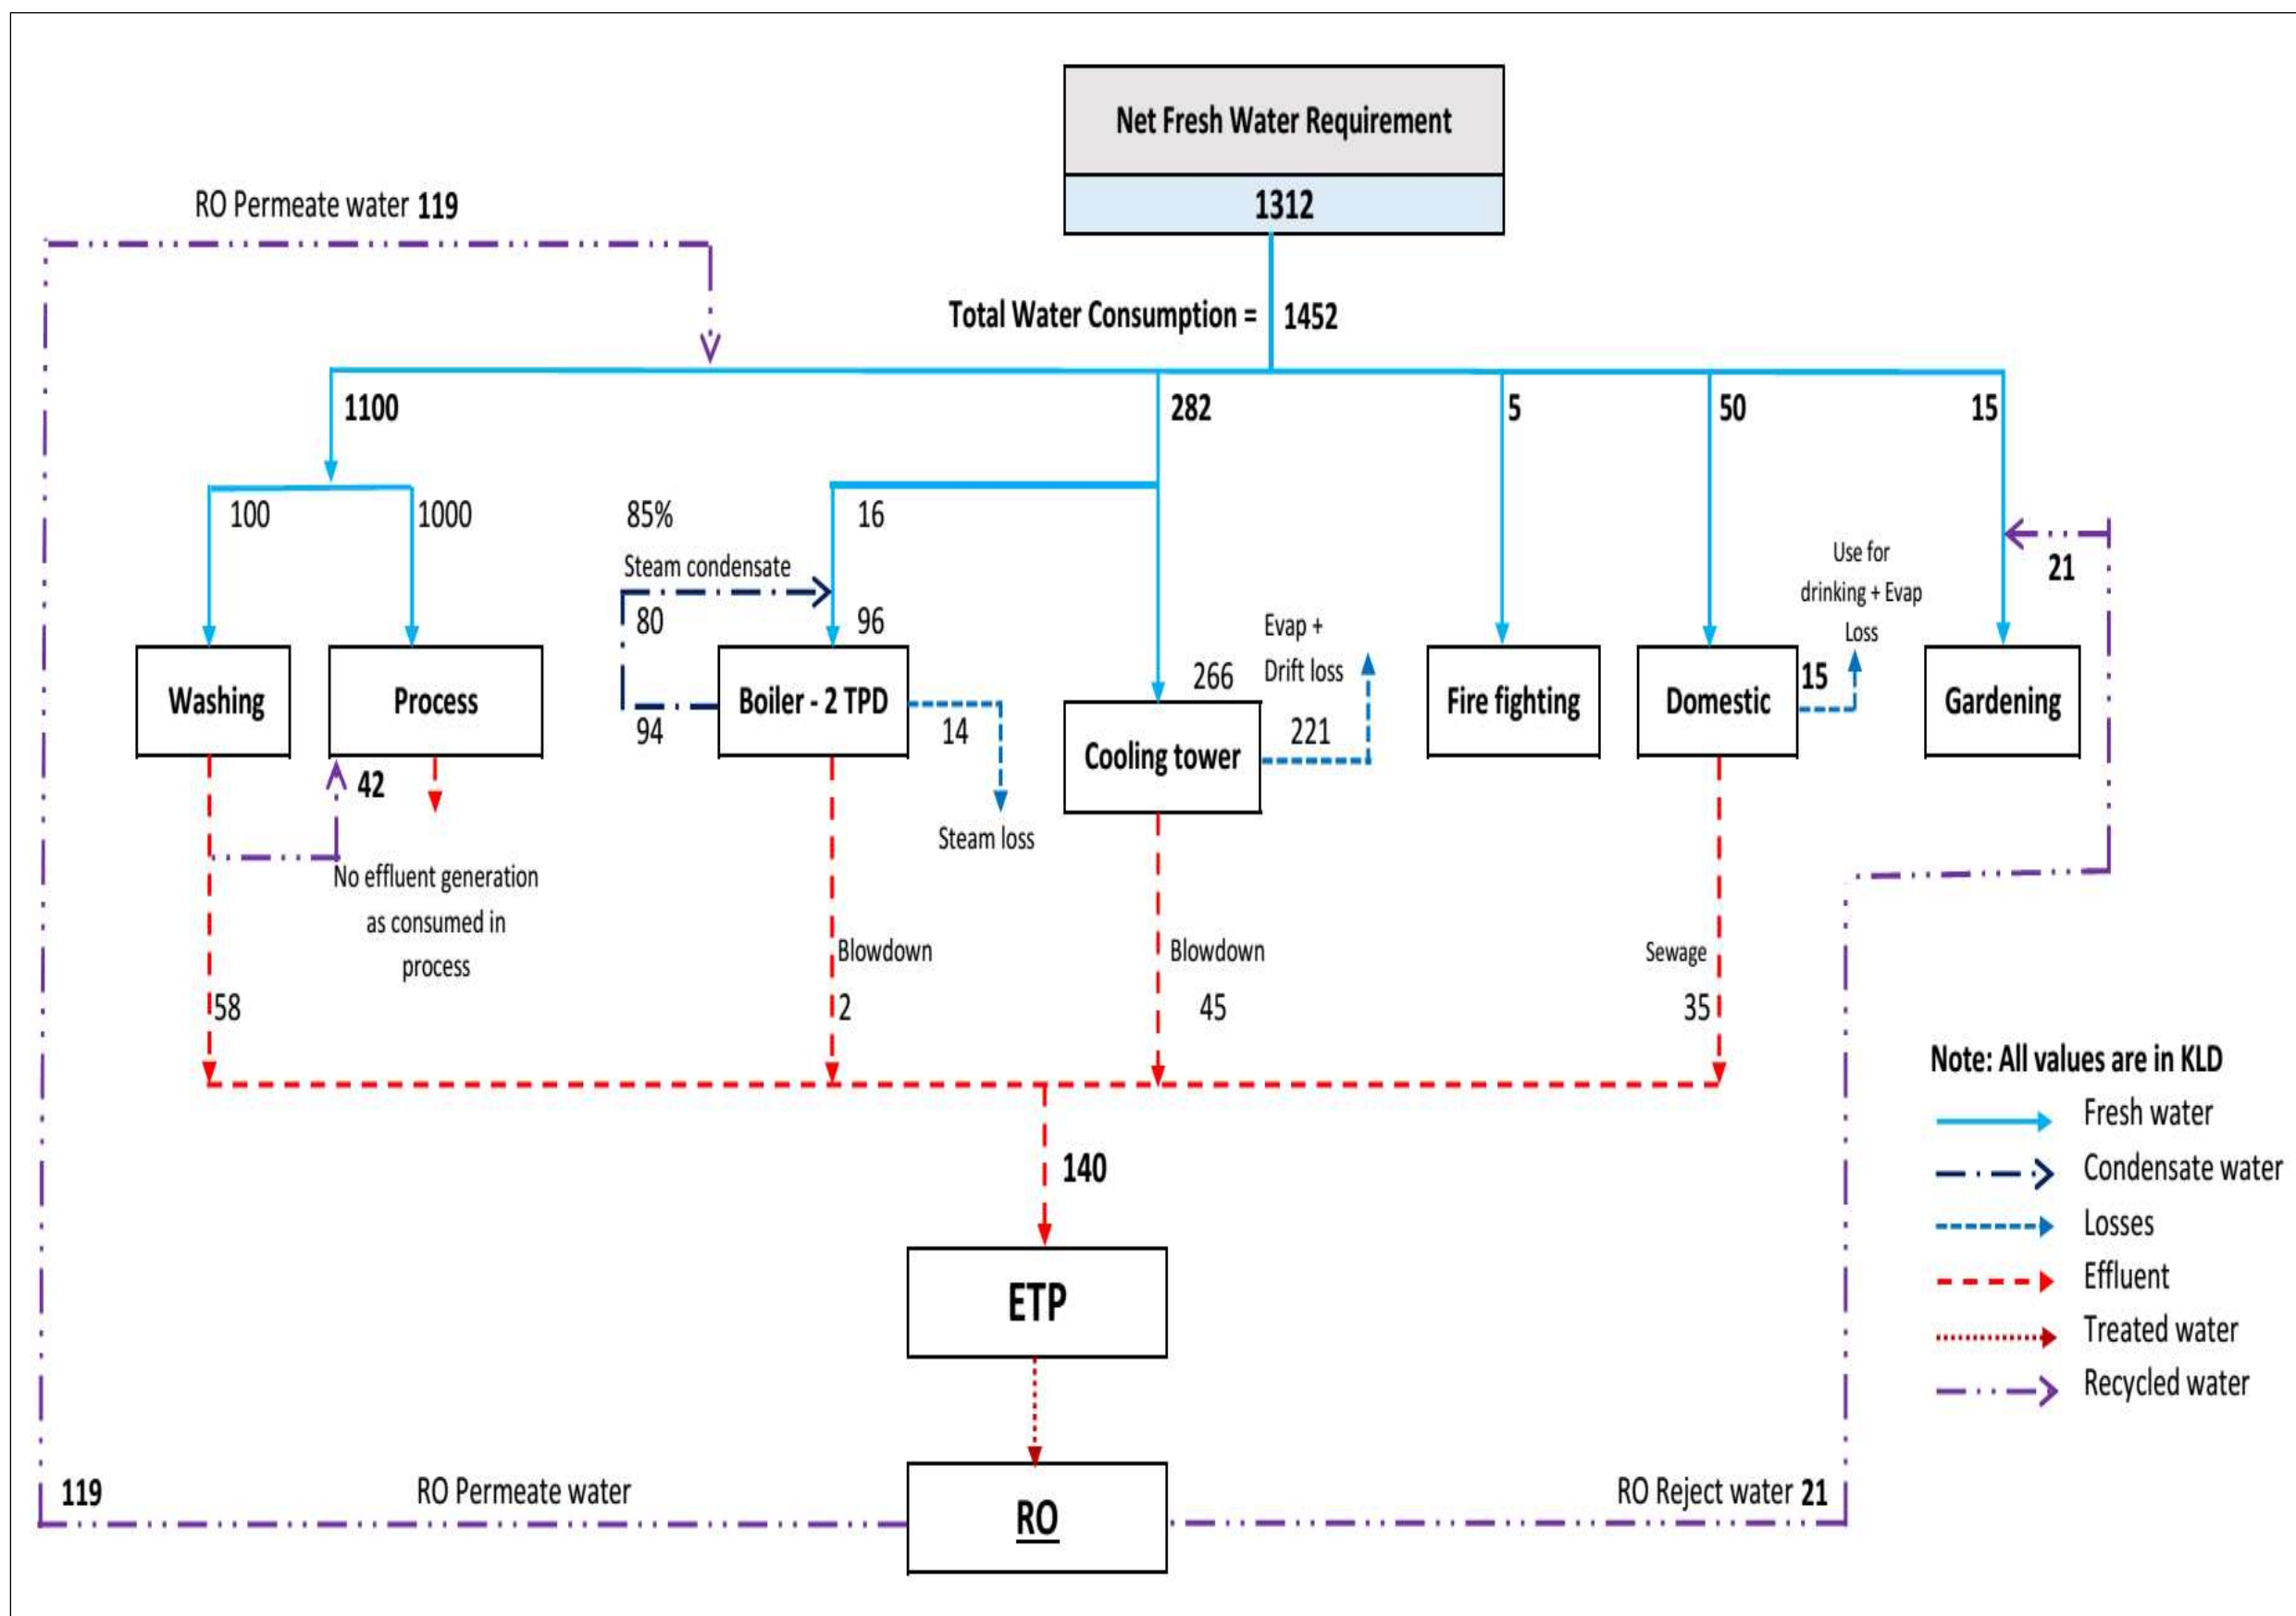 Net Fresh Water Requirement
1312
RO Permeate water 119
Total Water Consumption = 1452
1100
282
5
50
15
100
1000
85%
16
Steam condensate
80
96
94
14
Steam loss
266
Evap +
Drift loss
221
Use for
drinking + Evap
Loss
15
21
Washing
Process
Boiler - 2 TPD
Cooling tower
Fire fighting
Domestic
Gardening
42
No effluent generation
as consumed in
process
58
Blowdown
2
Blowdown
45
Sewage
35
140
ETP
RO
119
RO Permeate water
RO Reject water 21
Note: All values are in KLD
Fresh water
Condensate water
Losses
Effluent
Treated water
Recycled water